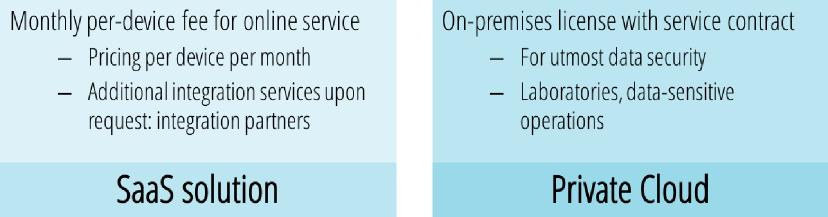 Monthly per-device fee for online service
– Pricing per device per month
– Additional integration services upon
request: integration partners
SaaS solution
On-premises license with service contract
– For utmost data security
– Laboratories, data-sensitive
operations
Private Cloud